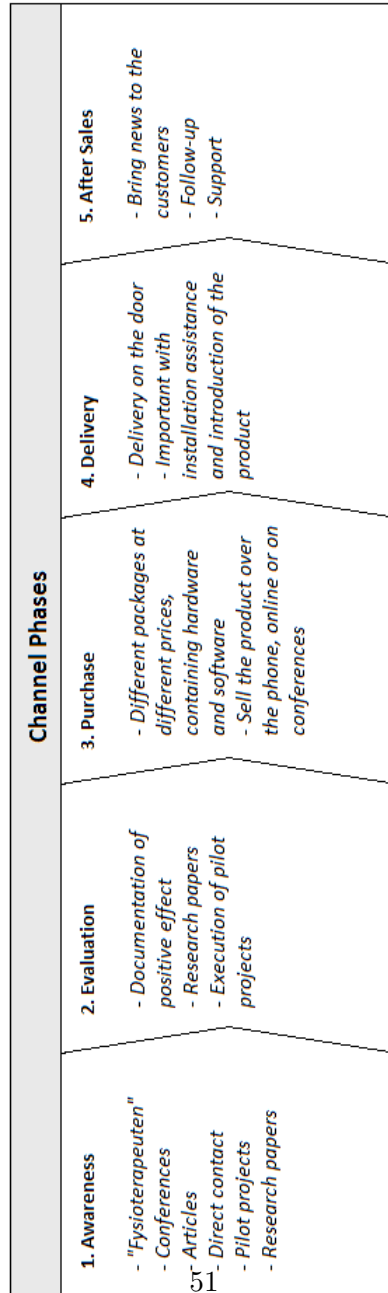 Channel Phases
1. Awareness
- "Fysioterapeuten"
- Conferences
- Articles
- Direct contact
- Pilot projects
- Research papers
2. Evaluation
- Documentation of
positive effect
- Research papers
- Execution of pilot
projects
3. Purchase
- Different packages at
different prices,
containing hardware
and software
- Sell the product over
the phone, online or on
conferences
4. Delivery
- Delivery on the door
- Important with
installation assistance
and introduction of the
product
5. After Sales
- Bring news to the
customers
- Follow-up
- Support
51